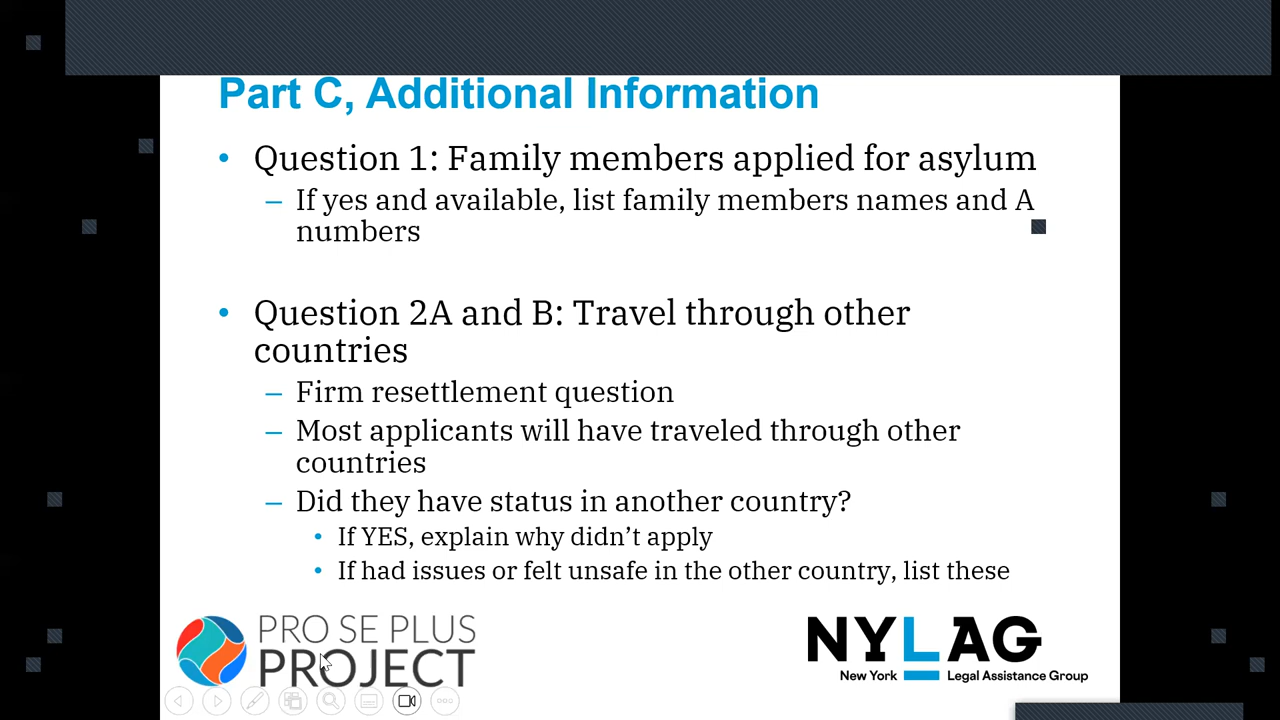 Part C, Additional Information
• Question 1: Family members applied for asylum
– If yes and available, list family members names and A
numbers
• Question 2A and B: Travel through other
countries
– Firm resettlement question
– Most applicants will have traveled through other
countries
– Did they have status in another country?
• If YES, explain why didn’t apply
• If had issues or felt unsafe in the other country, list these
PRO SE PLUS
PROJECT
NYLAG
New York Legal Assistance Group